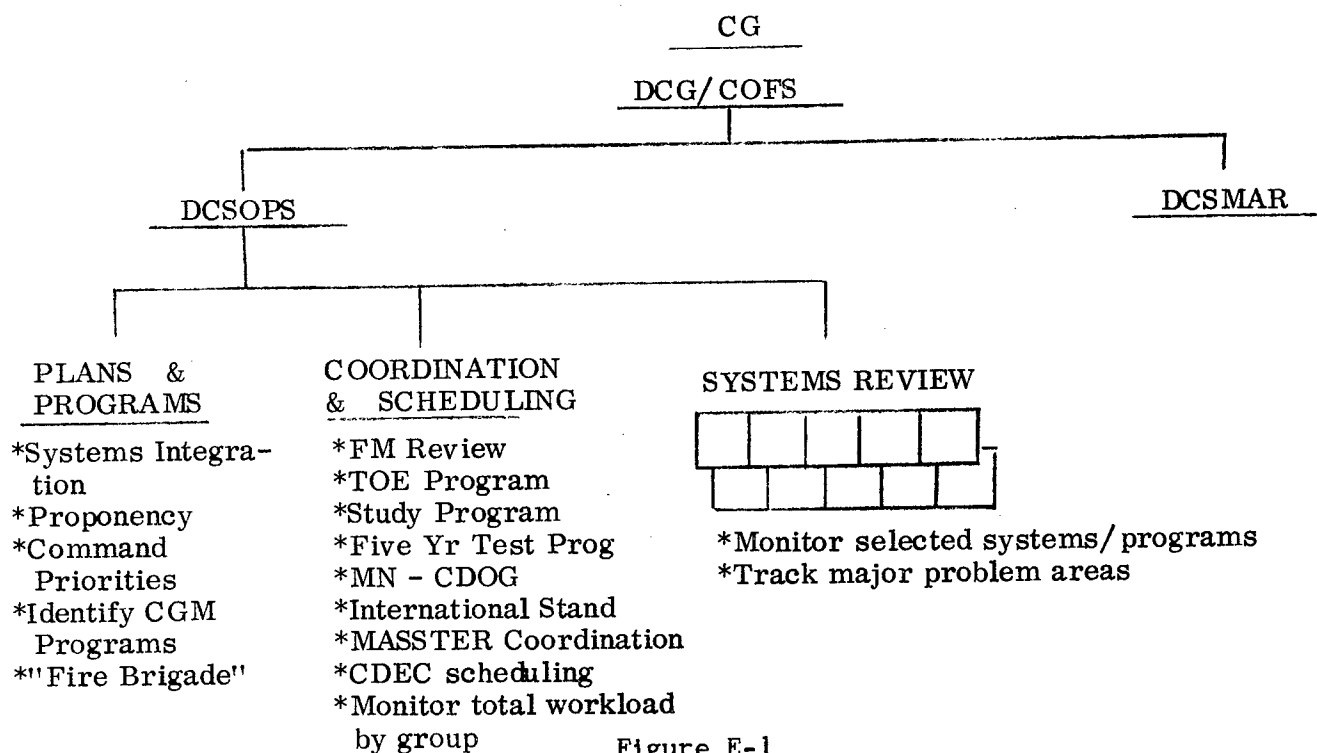 CG
DCG/COFS
DCSOPS
DCSMAR
PLANS &
PROGRAMS
*Systems Integra-
tion
*Proponency
*Command
Priorities
*Identify CGM
Programs
*"Fire Brigade"
COORDINATION
& SCHEDULING
*FM Review
*TOE Program
*Study Program
*Five Yr Test Prog
*MN - CDOG
*International Stand
*MASSTER Coordination
*CDEC scheduling
*Monitor total workload
by group
SYSTEMS REVIEW
*Monitor selected systems/programs
*Track major problem areas
Figure E-1